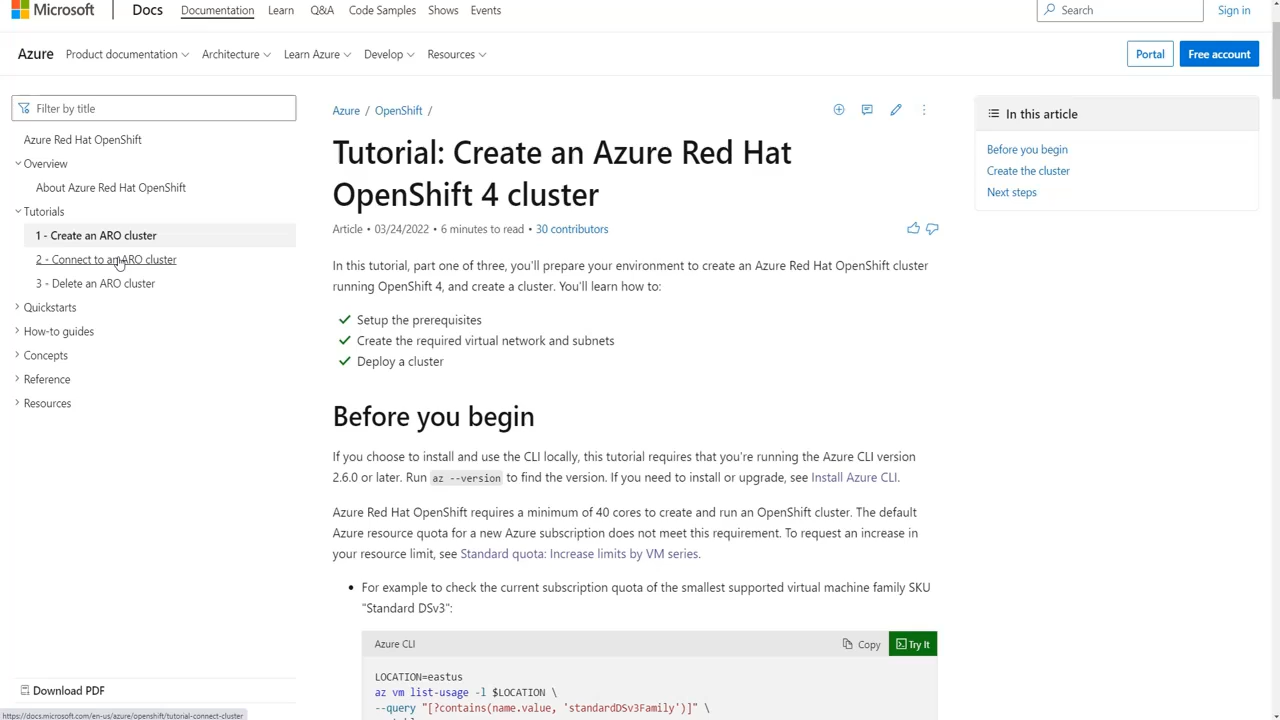 Microsoft
Docs
Documentation
Learn
Q&A
Code Samples
Shows
Events
Search
Sign in
Azure
Product documentation
Architecture
Learn Azure
Develop
Resources
Portal
Free account
Filter by title
Azure Red Hat OpenShift
Overview
About Azure Red Hat OpenShift
Tutorials
1 - Create an ARO cluster
2 - Connect to an ARO cluster
3 - Delete an ARO cluster
Quickstarts
How-to guides
Concepts
Reference
Resources
Download PDF
https://docs.microsoft.com/en-us/azure/openshift/tutorial-connect-cluster
Azure / OpenShift /
Tutorial: Create an Azure Red Hat
OpenShift 4 cluster
Article • 03/24/2022 • 6 minutes to read • 30 contributors
In this tutorial, part one of three, you'll prepare your environment to create an Azure Red Hat OpenShift cluster
running OpenShift 4, and create a cluster. You'll learn how to:
Setup the prerequisites
Create the required virtual network and subnets
Deploy a cluster
Before you begin
If you choose to install and use the CLI locally, this tutorial requires that you're running the Azure CLI version
2.6.0 or later. Run az --version to find the version. If you need to install or upgrade, see Install Azure CLI.
Azure Red Hat OpenShift requires a minimum of 40 cores to create and run an OpenShift cluster. The default
Azure resource quota for a new Azure subscription does not meet this requirement. To request an increase in
your resource limit, see Standard quota: Increase limits by VM series.
• For example to check the current subscription quota of the smallest supported virtual machine family SKU
"Standard DSv3":
Azure CLI
Copy
Try It
LOCATION=eastus
az vm list-usage -l $LOCATION \
--query "[?contains(name.value, 'standardDSv3Family')]" \
In this article
Before you begin
Create the cluster
Next steps